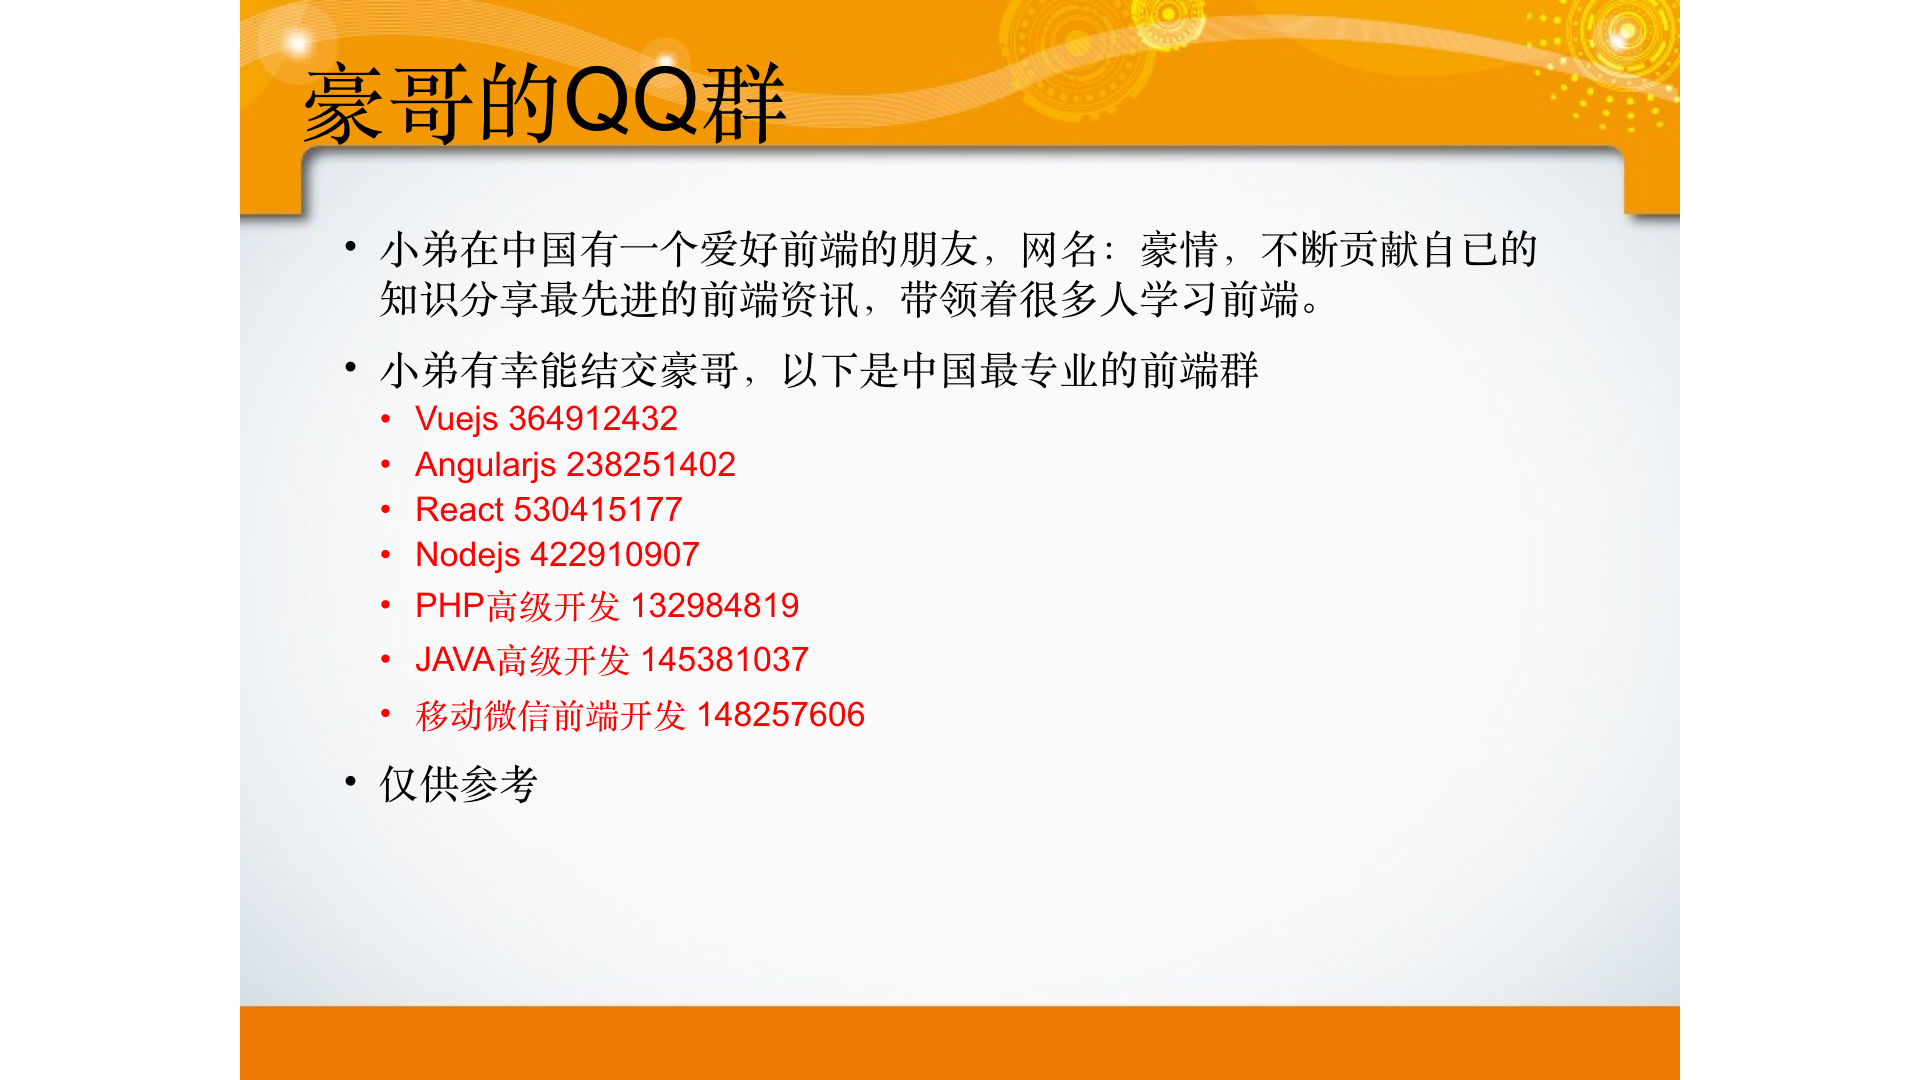 豪哥的QQ群
• 小弟在中国有一个爱好前端的朋友，网名：豪情，不断贡献自已的
知识分享最先进的前端资讯，带领着很多人学习前端。
• 小弟有幸能结交豪哥，以下是中国最专业的前端群
• Vuejs 364912432
• Angularjs 238251402
• React 530415177
• Nodejs 422910907
• PHP高级开发 132984819
• JAVA高级开发 145381037
• 移动微信前端开发 148257606
• 仅供参考